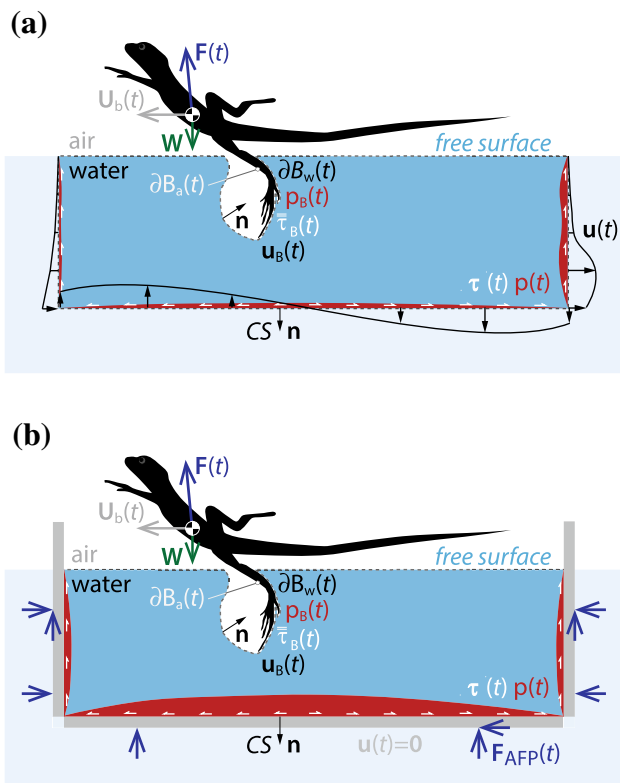 (a)
F(t)
U_b(t)
W
air
free surface
water
∂B_w(t)
∂B_a(t)
p_B(t)
n
τ̿_B(t)
u(t)
u_B(t)
τ (t) p(t)
CS n
(b)
F(t)
U_b(t)
W
air
free surface
water
∂B_w(t)
∂B_a(t)
p_B(t)
n
τ̿_B(t)
u_B(t)
τ (t) p(t)
CS n
u(t)=0
F_AFP(t)